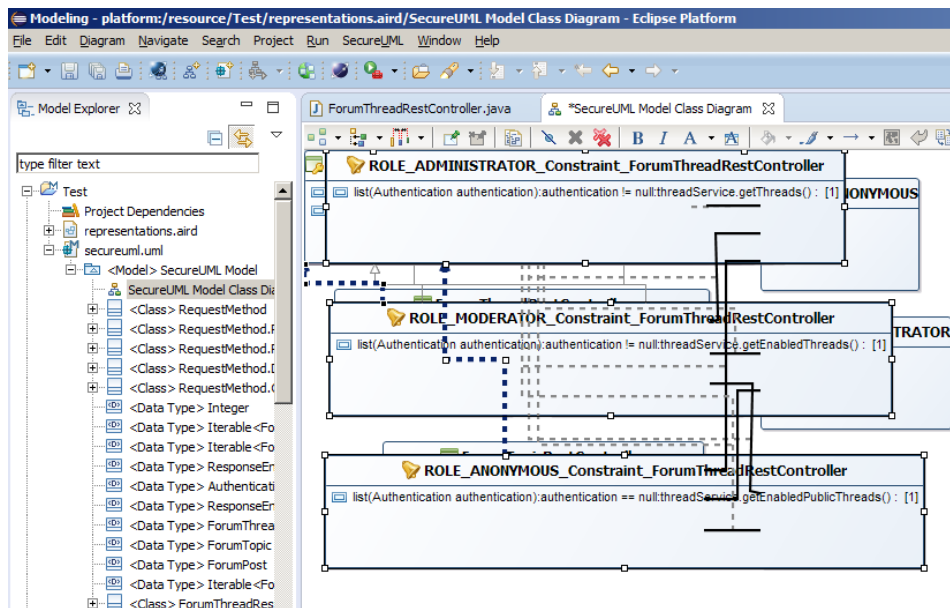 Modeling - platform:/resource/Test/representations.aird/SecureUML Model Class Diagram - Eclipse Platform
File Edit Diagram Navigate Search Project Run SecureUML Window Help
Model Explorer
ForumThreadRestController.java
*SecureUML Model Class Diagram
type filter text
Test
Project Dependencies
representations.aird
secureuml.uml
<Model> SecureUML Model
SecureUML Model Class Dia
<Class> RequestMethod
<Class> RequestMethod.F
<Class> RequestMethod.F
<Class> RequestMethod.D
<Class> RequestMethod.C
<Data Type> Integer
<Data Type> Iterable<Fo
<Data Type> Iterable<Fo
<Data Type> ResponseEn
<Data Type> Authenticati
<Data Type> ResponseEn
<Data Type> ForumThrea
<Data Type> ForumTopic
<Data Type> ForumPost
<Data Type> Iterable<Fo
<Class> ForumThreadRes
B I A A
ROLE_ADMINISTRATOR_Constraint_ForumThreadRestController
list(Authentication authentication):authentication != null:threadService.getThreads() : [1]
ONYMOUS
ROLE_MODERATOR_Constraint_ForumThreadRestController
TRATOR
list(Authentication authentication):authentication != null:threadService.getEnabledThreads() : [1]
ROLE_ANONYMOUS_Constraint_ForumThreadRestController
list(Authentication authentication):authentication == null:threadService.getEnabledPublicThreads() : [1]